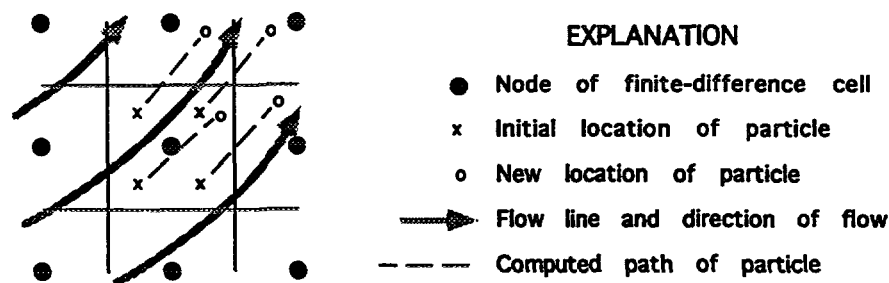 EXPLANATION
Node of finite-difference cell
x Initial location of particle
o New location of particle
Flow line and direction of flow
Computed path of particle